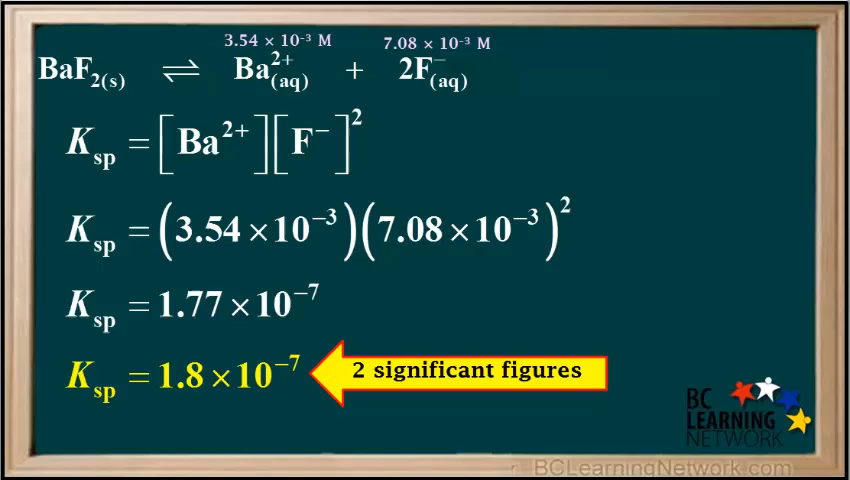 3.54 × 10⁻³ M 7.08 × 10⁻³ M
BaF₂₍ₛ₎ ⇌ Ba²⁺(aq) + 2F⁻(aq)
Kₛₚ = [Ba²⁺][F⁻]²
Kₛₚ = (3.54 × 10⁻³)(7.08 × 10⁻³)²
Kₛₚ = 1.77 × 10⁻⁷
Kₛₚ = 1.8 × 10⁻⁷ 2 significant figures
BC
LEARNING
NETWORK
BCLearningNetwork.com